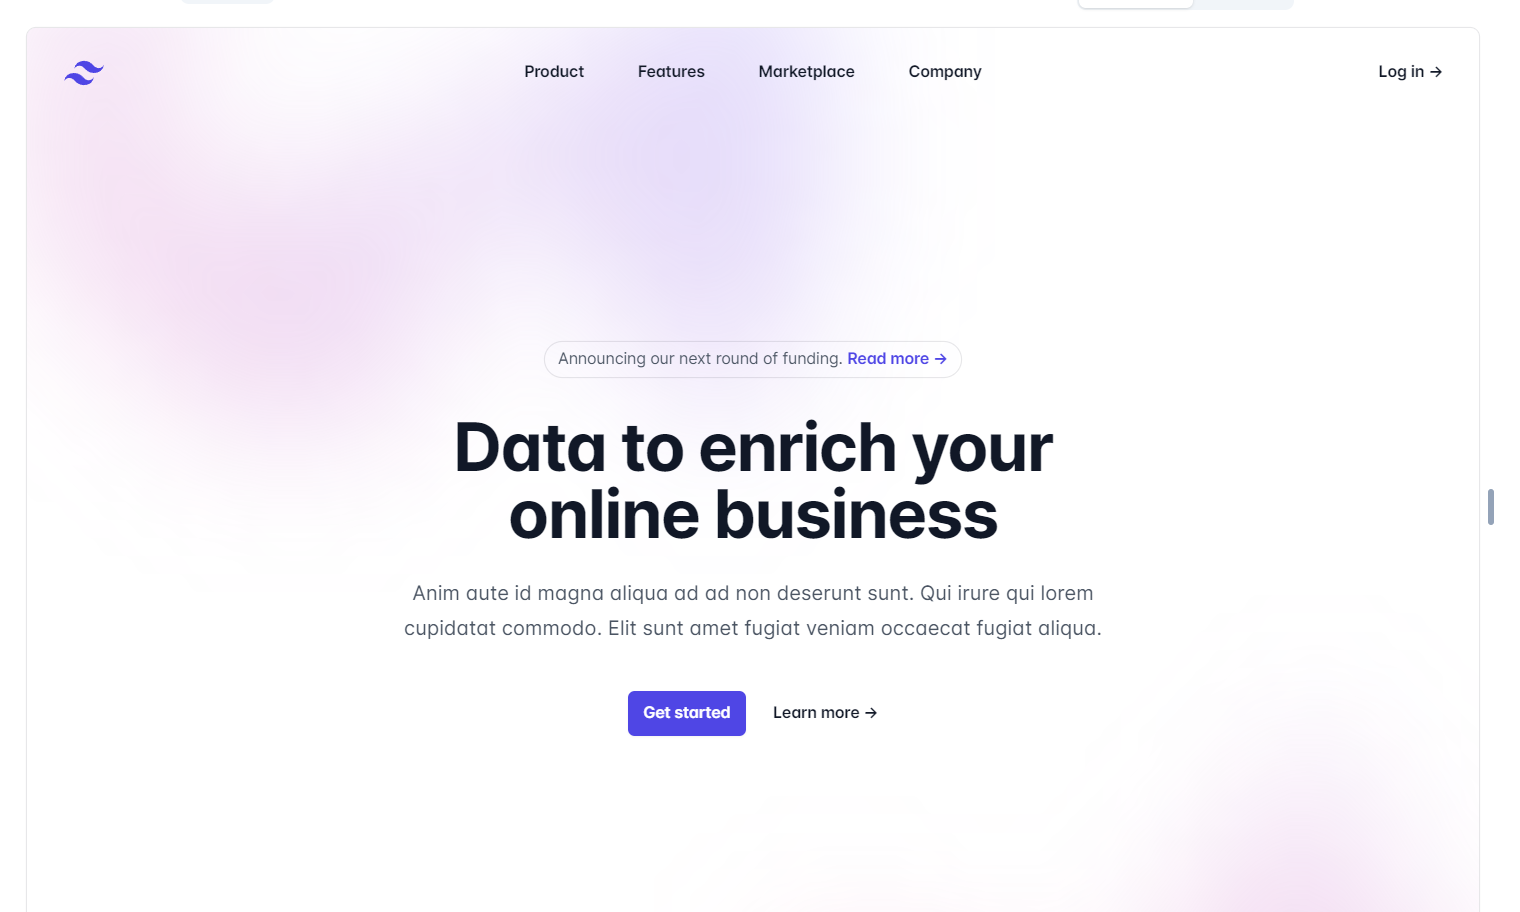 Product Features Marketplace Company Log in →
Announcing our next round of funding. Read more →
Data to enrich your
online business
Anim aute id magna aliqua ad ad non deserunt sunt. Qui irure qui lorem
cupidatat commodo. Elit sunt amet fugiat veniam occaecat fugiat aliqua.
Get started Learn more →